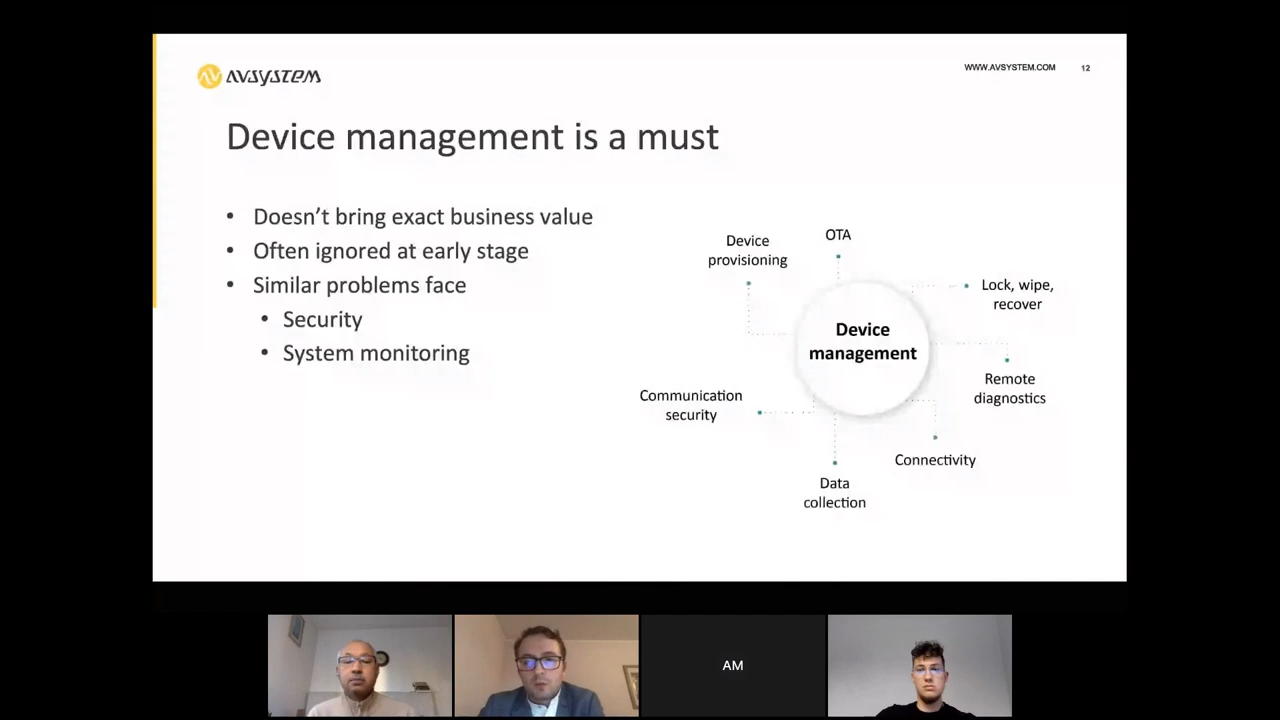 AVSYSTEM
WWW.AVSYSTEM.COM 12
Device management is a must
• Doesn’t bring exact business value
• Often ignored at early stage
• Similar problems face
• Security
• System monitoring
Device
provisioning
OTA
Lock, wipe,
recover
Device
management
Remote
diagnostics
Communication
security
Connectivity
Data
collection
AM